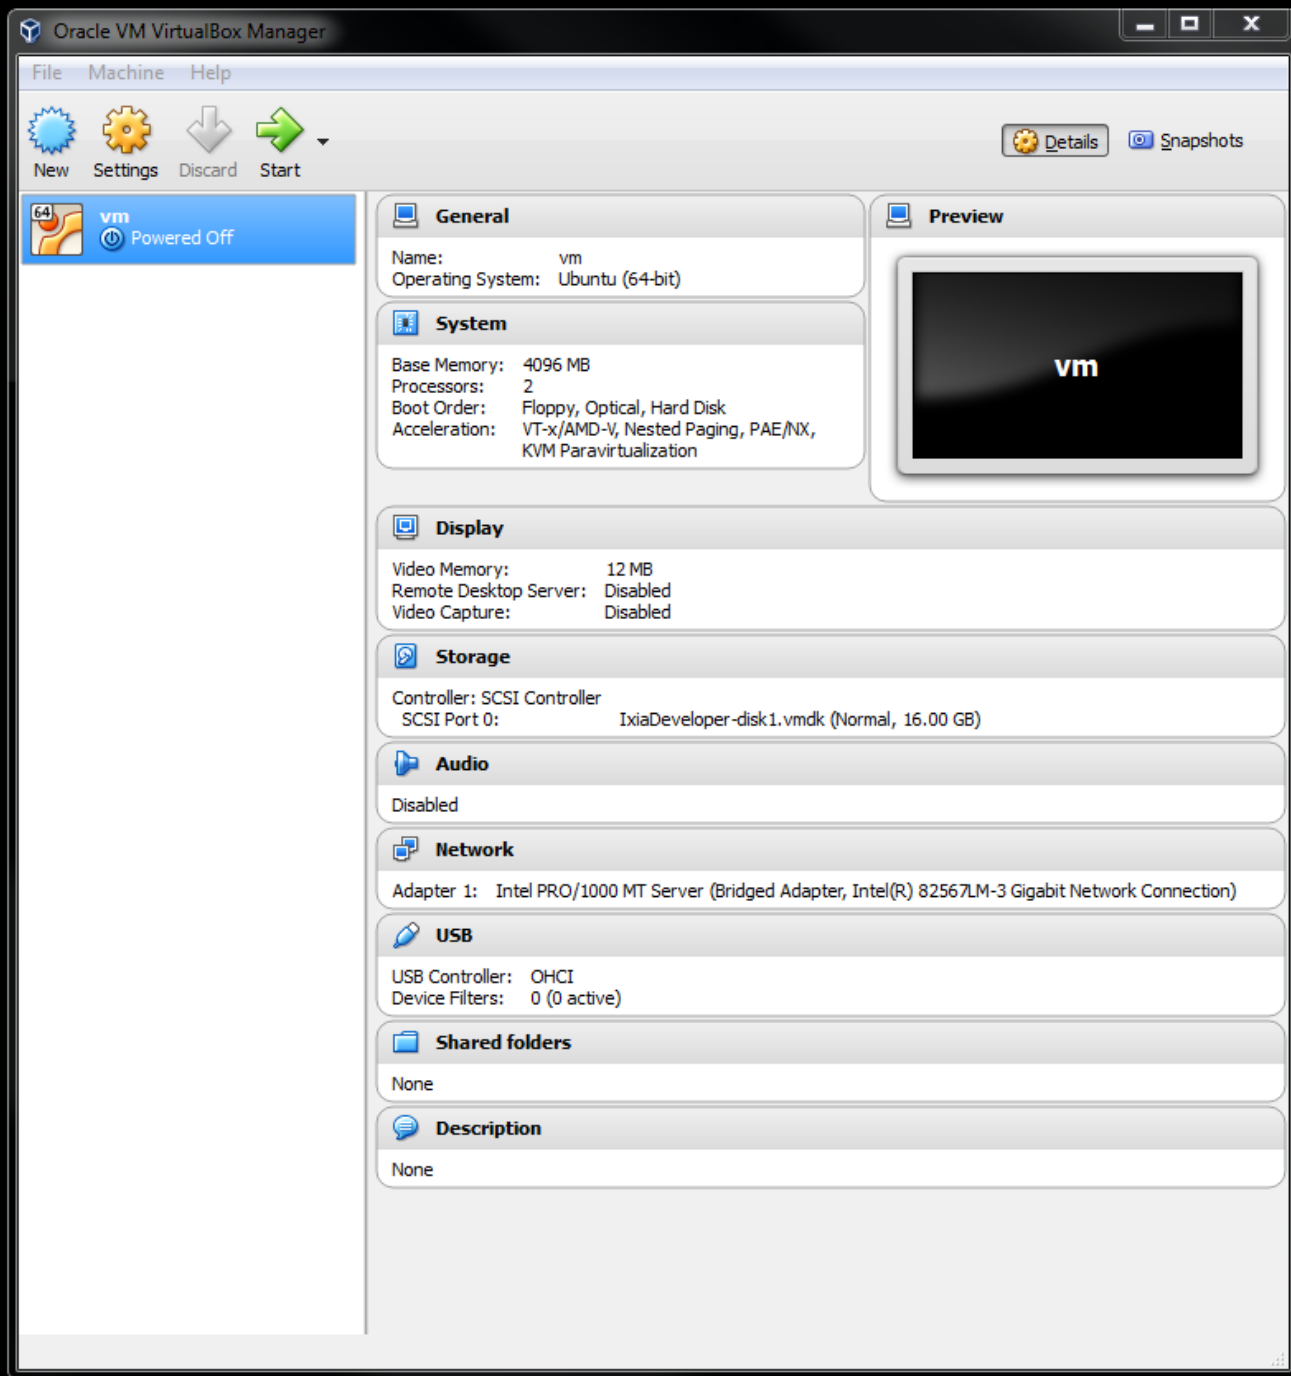 Oracle VM VirtualBox Manager
File Machine Help
New Settings Discard Start
Details Snapshots
64
vm
Powered Off
General
Name: vm
Operating System: Ubuntu (64-bit)
Preview
vm
System
Base Memory: 4096 MB
Processors: 2
Boot Order: Floppy, Optical, Hard Disk
Acceleration: VT-x/AMD-V, Nested Paging, PAE/NX,
KVM Paravirtualization
Display
Video Memory: 12 MB
Remote Desktop Server: Disabled
Video Capture: Disabled
Storage
Controller: SCSI Controller
SCSI Port 0: IxiaDeveloper-disk1.vmdk (Normal, 16.00 GB)
Audio
Disabled
Network
Adapter 1: Intel PRO/1000 MT Server (Bridged Adapter, Intel(R) 82567LM-3 Gigabit Network Connection)
USB
USB Controller: OHCI
Device Filters: 0 (0 active)
Shared folders
None
Description
None